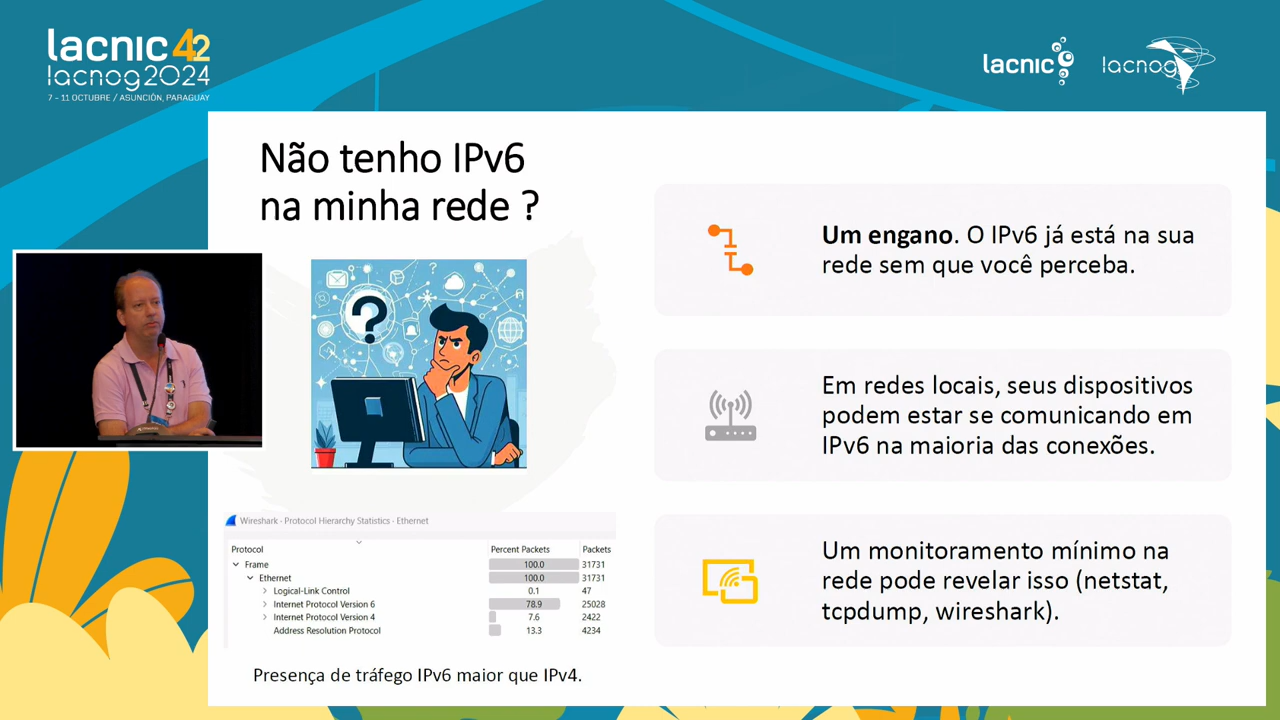 lacnic 42
lacnog2024
7 - 11 OCTUBRE / ASUNCIÓN, PARAGUAY
lacnic
lacnog
Não tenho IPv6
na minha rede ?
?
?
Um engano. O IPv6 já está na sua
rede sem que você perceba.
Em redes locais, seus dispositivos
podem estar se comunicando em
IPv6 na maioria das conexões.
Um monitoramento mínimo na
rede pode revelar isso (netstat,
tcpdump, wireshark).
Wireshark · Protocol Hierarchy Statistics · Ethernet
Protocol Percent Packets Packets
Frame 100.0 31731
Ethernet 100.0 31731
Logical-Link Control 0.1 47
Internet Protocol Version 6 78.9 25028
Internet Protocol Version 4 7.6 2422
Address Resolution Protocol 13.3 4234
Presença de tráfego IPv6 maior que IPv4.